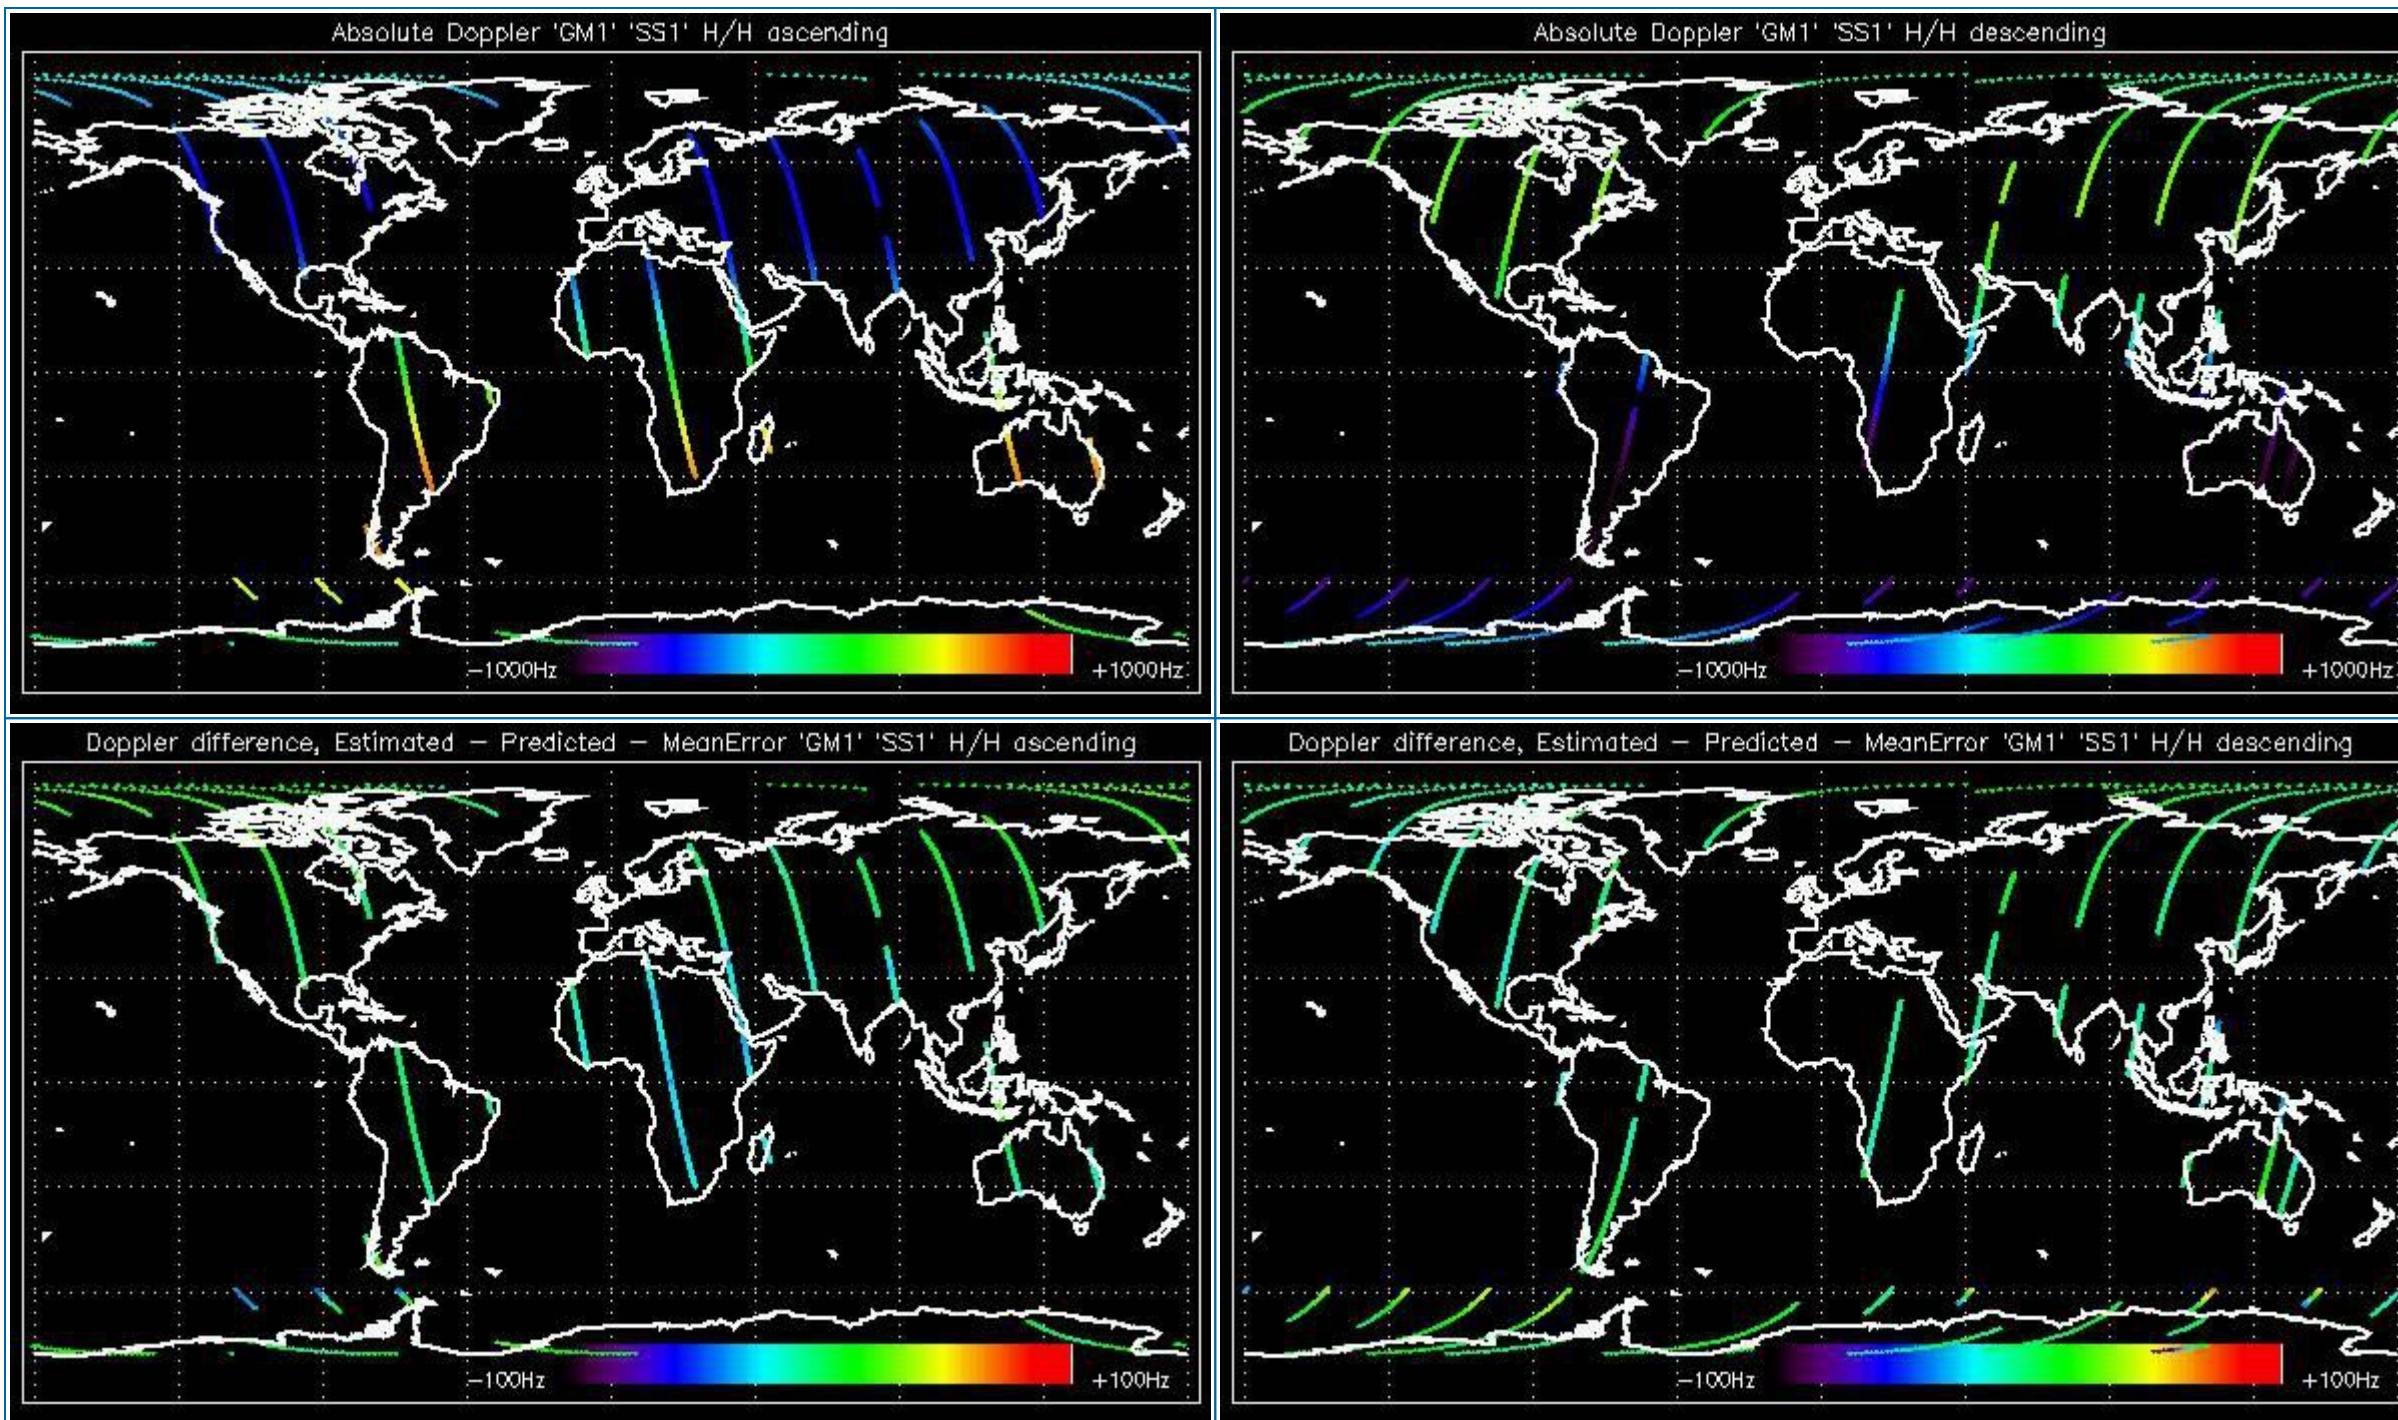 Absolute Doppler 'GM1' 'SS1' H/H ascending
-1000Hz
+1000Hz
Absolute Doppler 'GM1' 'SS1' H/H descending
-1000Hz
+1000Hz
Doppler difference, Estimated - Predicted - MeanError 'GM1' 'SS1' H/H ascending
-100Hz
+100Hz
Doppler difference, Estimated - Predicted - MeanError 'GM1' 'SS1' H/H descending
-100Hz
+100Hz